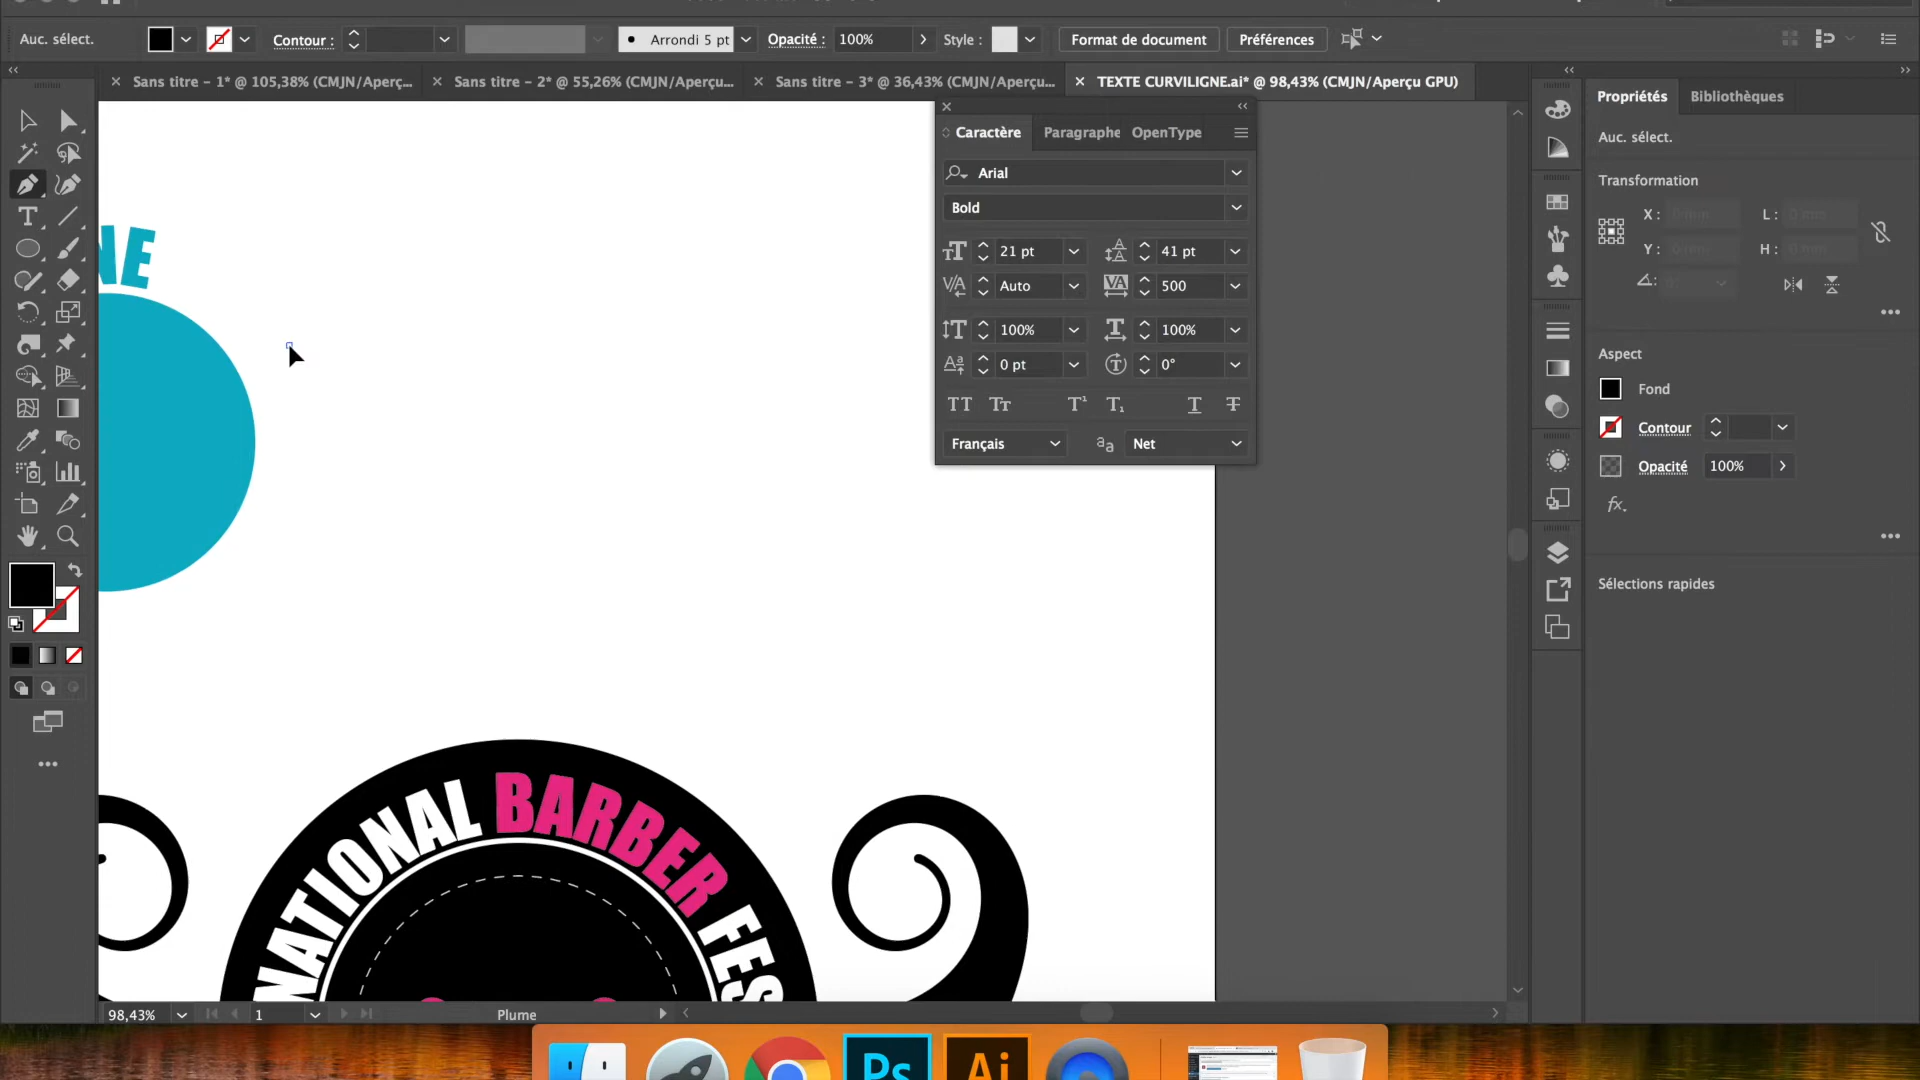 Auc. sélect.
Contour :
Arrondi 5 pt
Opacité :
100%
Style :
Format de document
Préférences
Sans titre - 1* @ 105,38% (CMJN/Aperç...
Sans titre - 2* @ 55,26% (CMJN/Aperçu...
Sans titre - 3* @ 36,43% (CMJN/Aperçu...
TEXTE CURVILIGNE.ai* @ 98,43% (CMJN/Aperçu GPU)
Propriétés
Bibliothèques
Auc. sélect.
Transformation
X :
L :
Y :
H :
Aspect
Fond
Contour
Opacité
100%
fx.
Sélections rapides
Caractère
Paragraphe
OpenType
Arial
Bold
21 pt
41 pt
Auto
500
100%
100%
0 pt
0°
Français
Net
NE
NATIONAL BARBER FES
98,43%
1
Plume
Ps
Ai